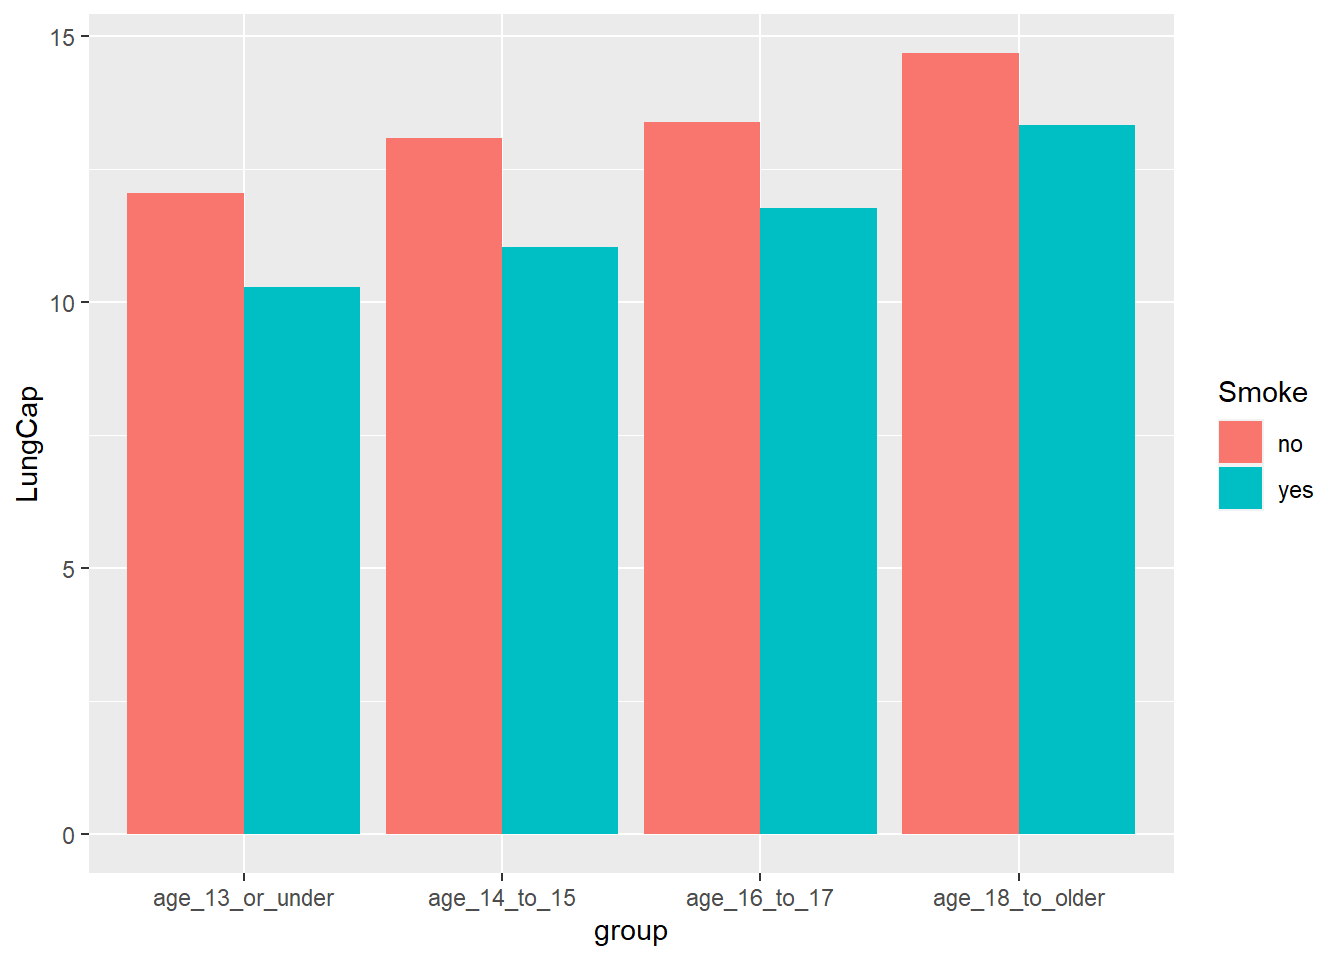 15
10
5
0
LungCap
age_13_or_under
age_14_to_15
age_16_to_17
age_18_to_older
group
Smoke
no
yes